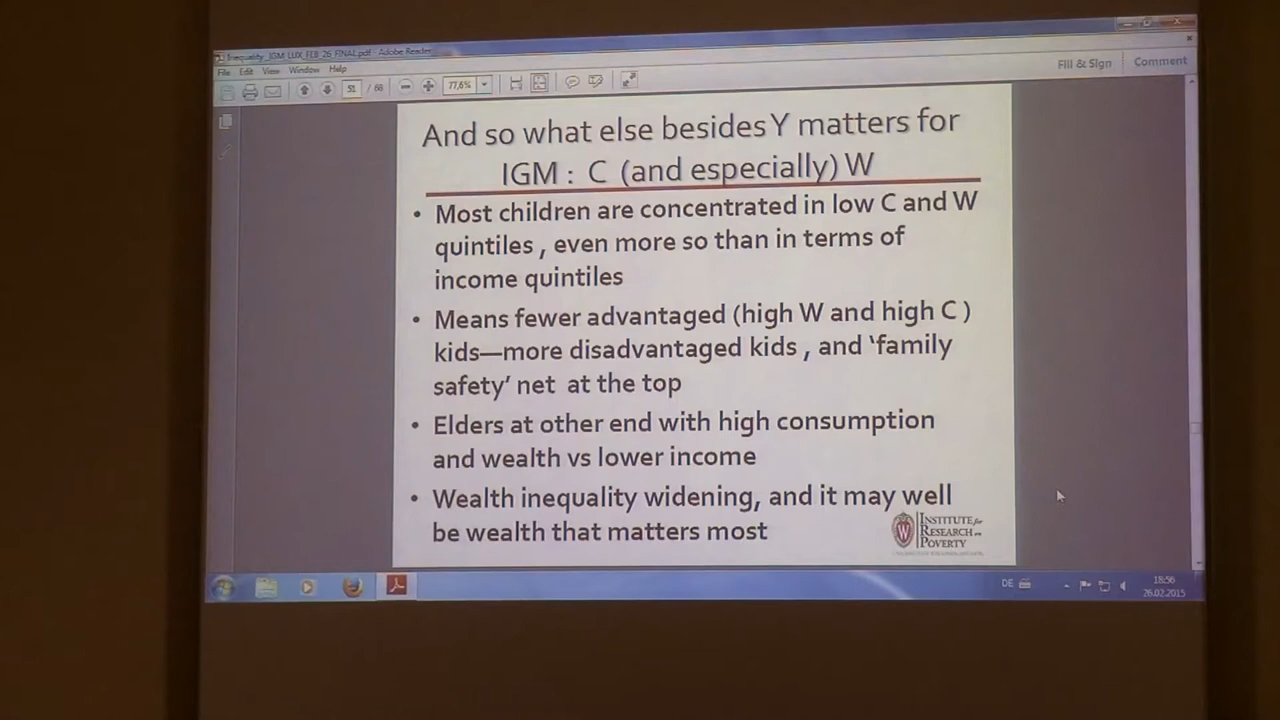 Inequality_IGM_LUX_FEB_26_FINAL.pdf - Adobe Reader
File Edit View Window Help
51 / 68 77,6% Fill & Sign Comment
And so what else besides Y matters for
IGM : C (and especially) W
• Most children are concentrated in low C and W
quintiles , even more so than in terms of
income quintiles
• Means fewer advantaged (high W and high C )
kids—more disadvantaged kids , and ‘family
safety’ net at the top
• Elders at other end with high consumption
and wealth vs lower income
• Wealth inequality widening, and it may well
be wealth that matters most
W
INSTITUTE for
RESEARCH on
POVERTY
DE
18:56
26.02.2015